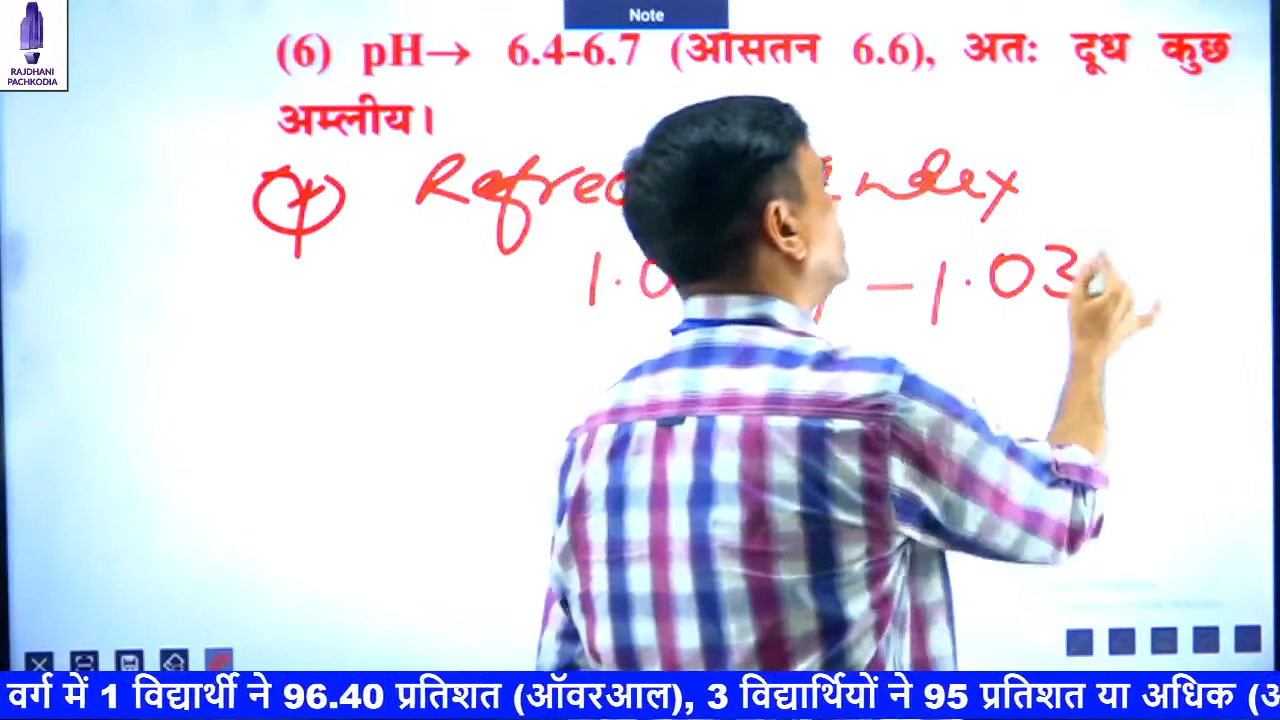 Note
RAJDHANI
PACHKODIA
(6) pH→ 6.4-6.7 (औसतन 6.6), अतः दूध कुछ
अम्लीय।
Index
– 1.03
वर्ग में 1 विद्यार्थी ने 96.40 प्रतिशत (ऑवरआल), 3 विद्यार्थियों ने 95 प्रतिशत या अधिक